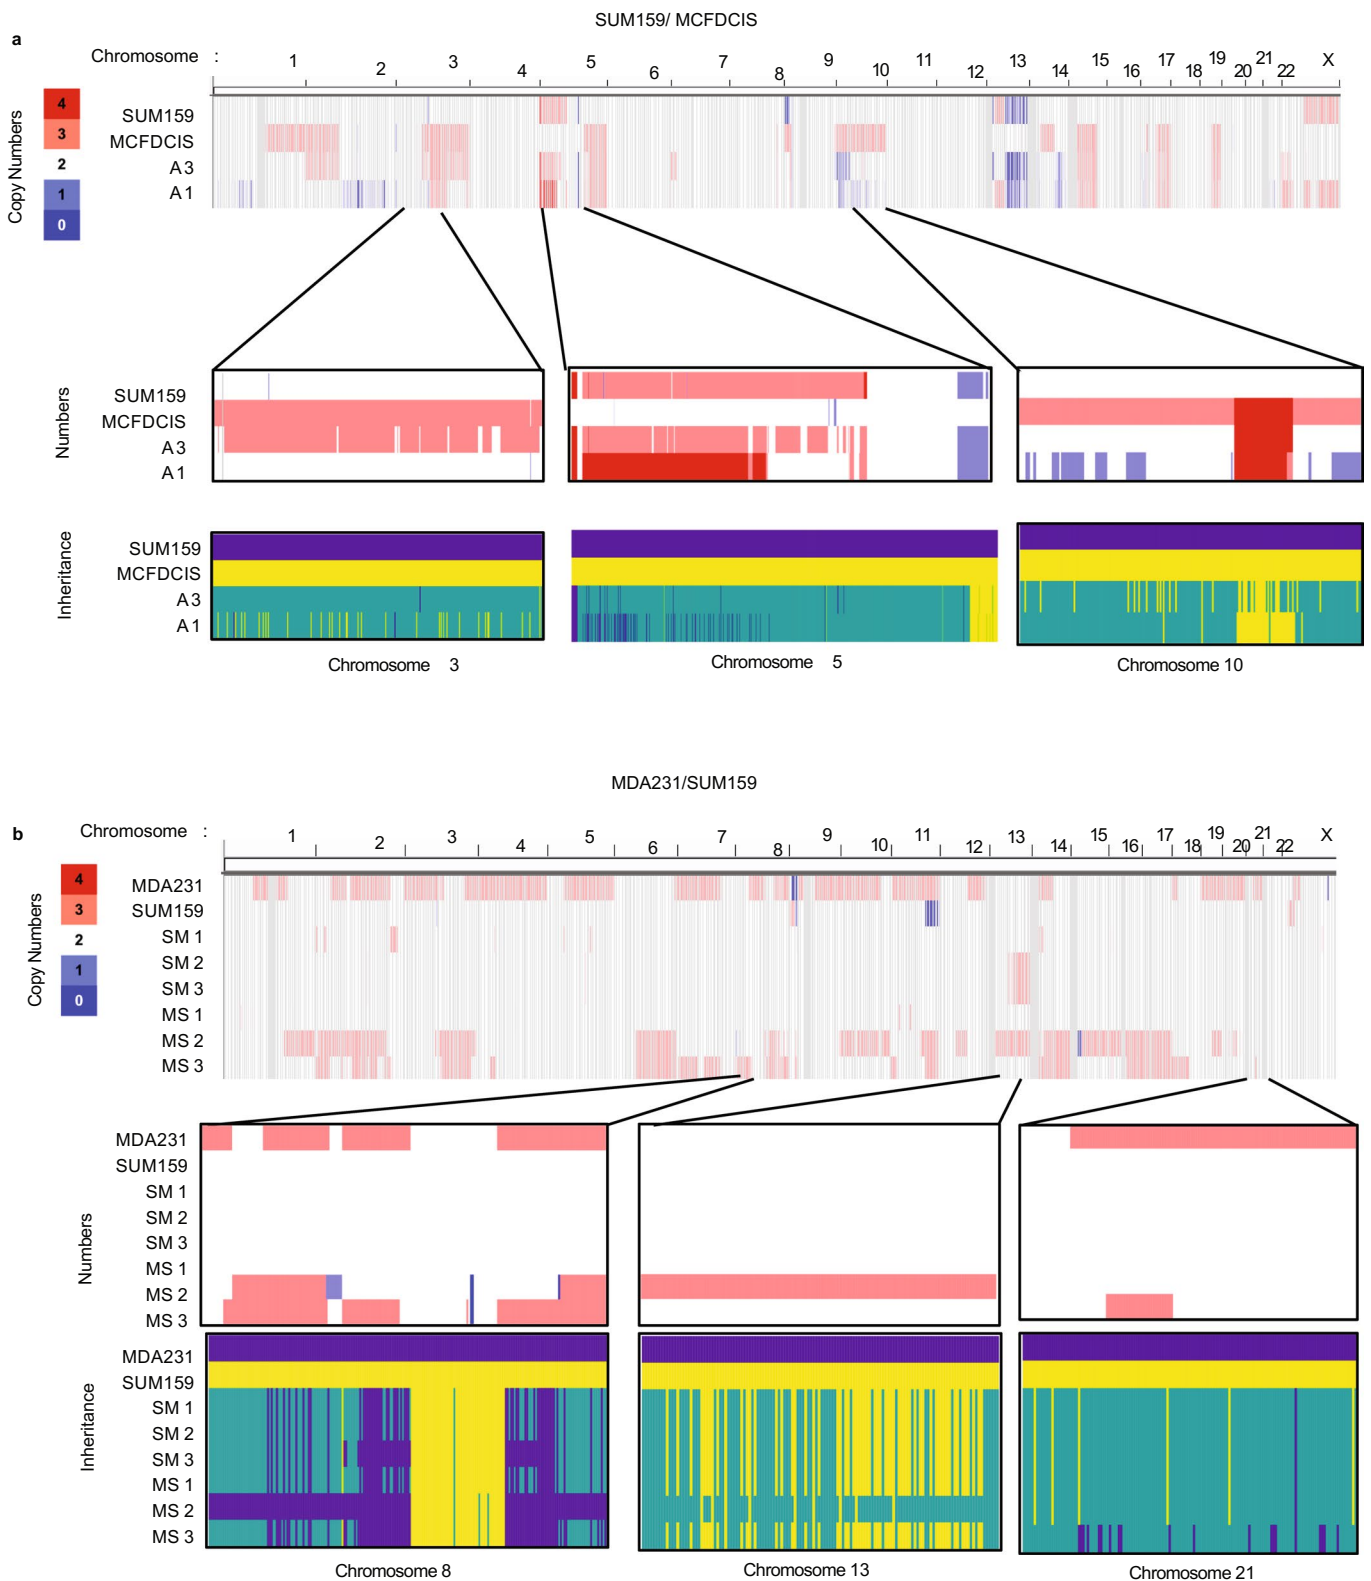 SUM159/ MCFDCIS
a
Chromosome :
1 2 3 4 5 6 7 8 9 10 11 12 13 14 15 16 17 18 19 20 21 22 X
Copy Numbers
4
3
2
1
0
SUM159
MCFDCIS
A 3
A 1
Numbers
SUM159
MCFDCIS
A 3
A 1
Inheritance
SUM159
MCFDCIS
A 3
A 1
Chromosome 3
Chromosome 5
Chromosome 10
MDA231/SUM159
b
Chromosome :
1 2 3 4 5 6 7 8 9 10 11 12 13 14 15 16 17 18 19 20 21 22 X
Copy Numbers
4
3
2
1
0
MDA231
SUM159
SM 1
SM 2
SM 3
MS 1
MS 2
MS 3
Numbers
MDA231
SUM159
SM 1
SM 2
SM 3
MS 1
MS 2
MS 3
Inheritance
MDA231
SUM159
SM 1
SM 2
SM 3
MS 1
MS 2
MS 3
Chromosome 8
Chromosome 13
Chromosome 21